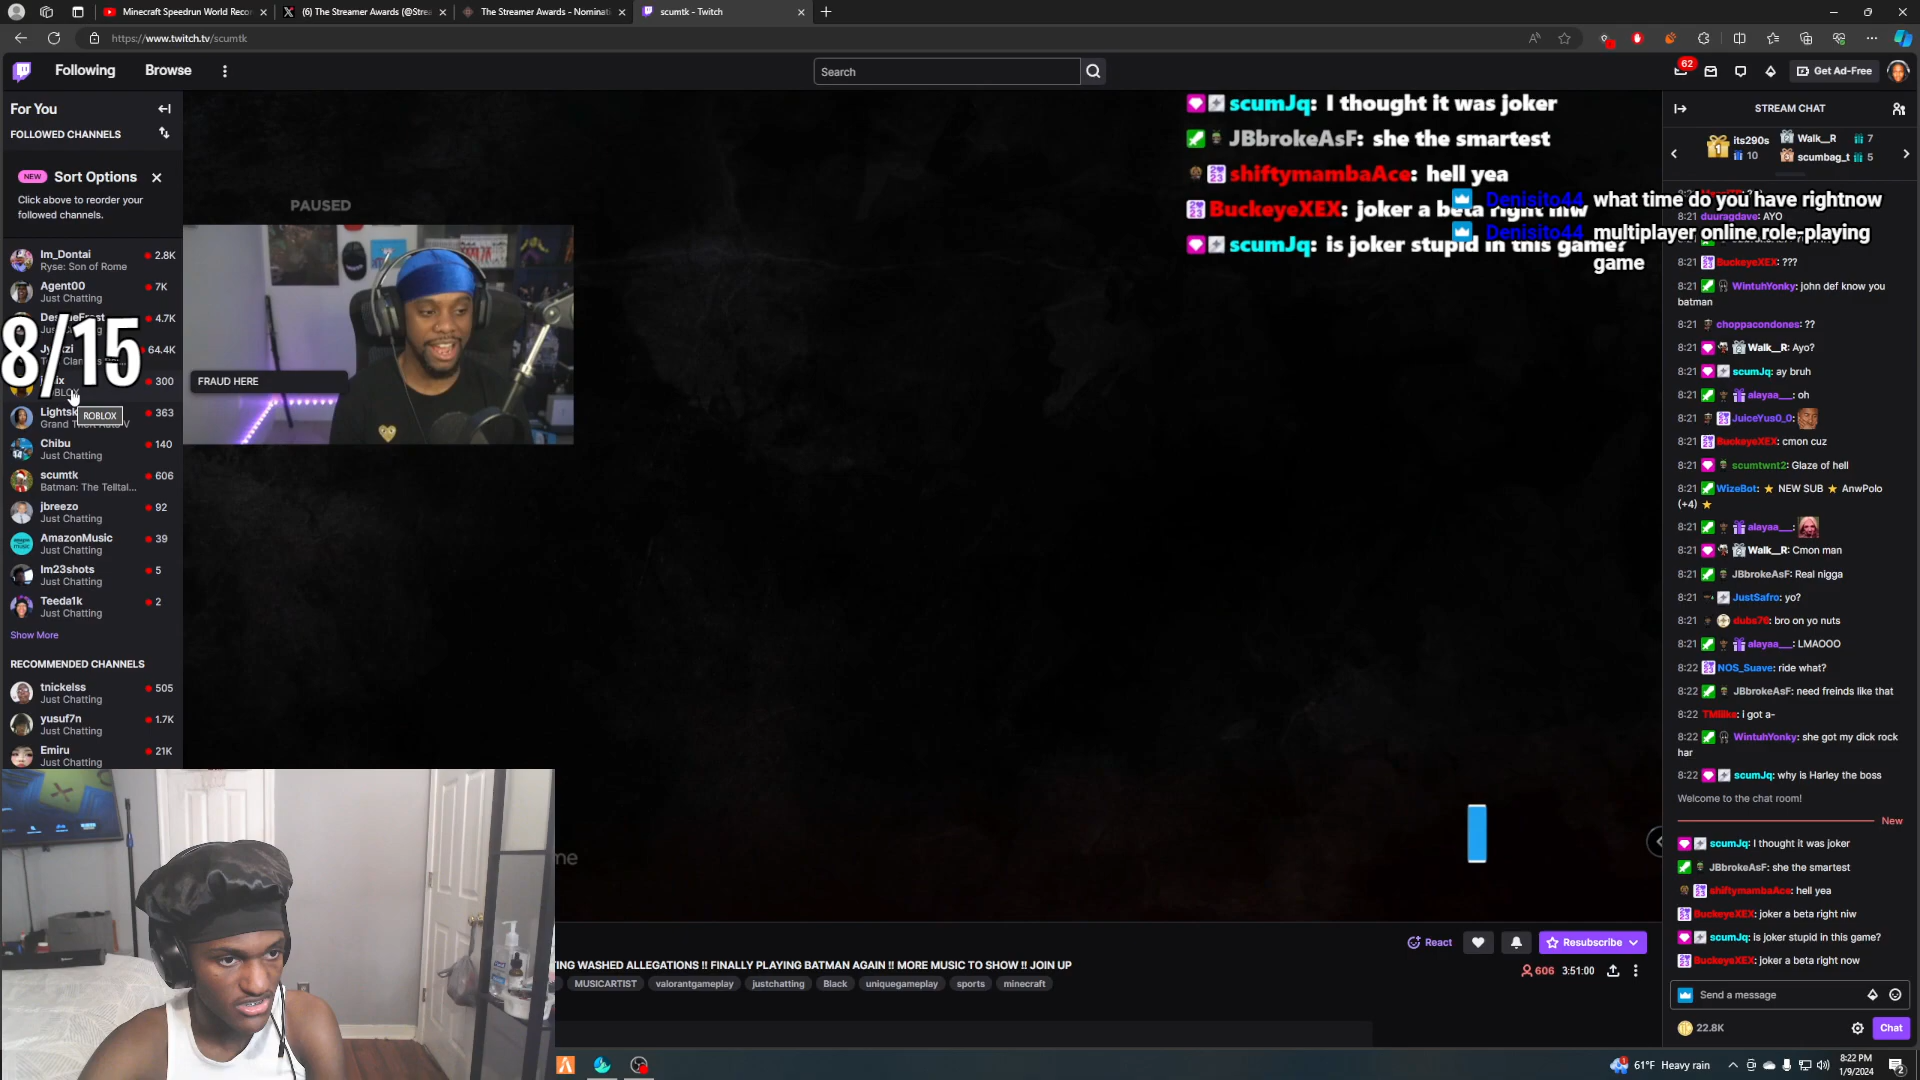 Minecraft Speedrun World Recor
(6) The Streamer Awards (@Strea
The Streamer Awards - Nominati
scumtk - Twitch
https://www.twitch.tv/scumtk
Following
Browse
Search
62
Get Ad-Free
For You
FOLLOWED CHANNELS
NEW Sort Options
Click above to reorder your
followed channels.
Im_Dontai 2.8K
Ryse: Son of Rome
Agent00 7K
Just Chatting
4.7K
8/15
64.4K
300
ROBLOX
363
Grand Theft Auto V
Chibu 140
Just Chatting
scumtk 606
Batman: The Telltal...
jbreezo 92
Just Chatting
AmazonMusic 39
Just Chatting
Im23shots 5
Just Chatting
Teeda1k 2
Just Chatting
Show More
RECOMMENDED CHANNELS
tnickelss 505
Just Chatting
yusuf7n 1.7K
Just Chatting
Emiru 21K
Just Chatting
PAUSED
FRAUD HERE
scumJq: I thought it was joker
JBbrokeAsF: she the smartest
shiftymambaAce: hell yea
BuckeyeXEX: joker a beta right niw
scumJq: is joker stupid in this game?
Denisito44 what time do you have rightnow
Denisito44 multiplayer online role-playing
game
React
Resubscribe
ING WASHED ALLEGATIONS !! FINALLY PLAYING BATMAN AGAIN !! MORE MUSIC TO SHOW !! JOIN UP
606 3:51:00
MUSICARTIST valorantgameplay justchatting Black uniquegameplay sports minecraft
STREAM CHAT
1 its290s 10
Walk__R 7
scumbag_t 5
8:21 duuragdave: AYO
8:21 BuckeyeXEX: ???
8:21 WintuhYonky: john def know you
batman
8:21 choppacondones: ??
8:21 Walk__R: Ayo?
8:21 scumJq: ay bruh
8:21 alayaa__: oh
8:21 JuiceYus0_0:
8:21 BuckeyeXEX: cmon cuz
8:21 scumtwnt2: Glaze of hell
8:21 WizeBot: ★ NEW SUB ★ AnwPolo
(+4) ★
8:21 alayaa__:
8:21 Walk__R: Cmon man
8:21 JBbrokeAsF: Real nigga
8:21 JustSafro: yo?
8:21 dubs76: bro on yo nuts
8:21 alayaa__: LMAOOO
8:22 NOS_Suave: ride what?
8:22 JBbrokeAsF: need freinds like that
8:22 TMIike: i got a-
8:22 WintuhYonky: she got my dick rock
har
8:22 scumJq: why is Harley the boss
Welcome to the chat room!
New
scumJq: I thought it was joker
JBbrokeAsF: she the smartest
shiftymambaAce: hell yea
BuckeyeXEX: joker a beta right niw
scumJq: is joker stupid in this game?
BuckeyeXEX: joker a beta right now
Send a message
22.8K
Chat
61°F Heavy rain
8:22 PM
1/9/2024